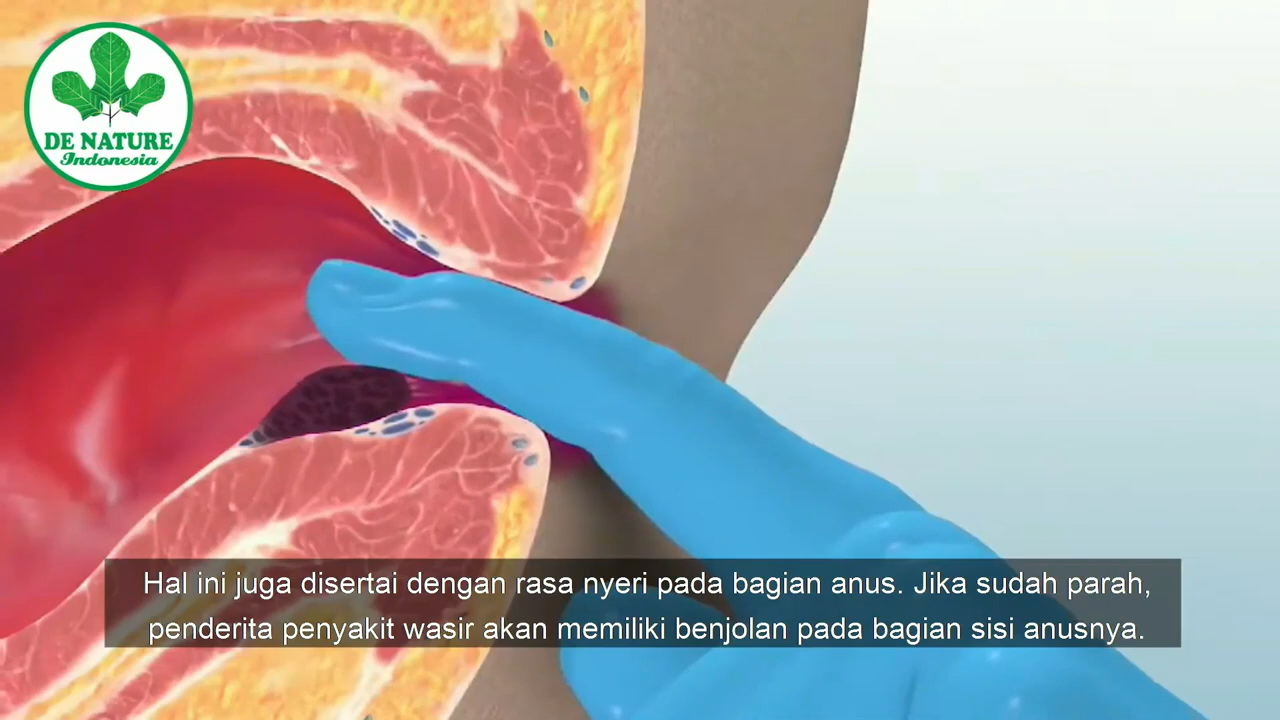 DE NATURE
Indonesia
Hal ini juga disertai dengan rasa nyeri pada bagian anus. Jika sudah parah,
penderita penyakit wasir akan memiliki benjolan pada bagian sisi anusnya.